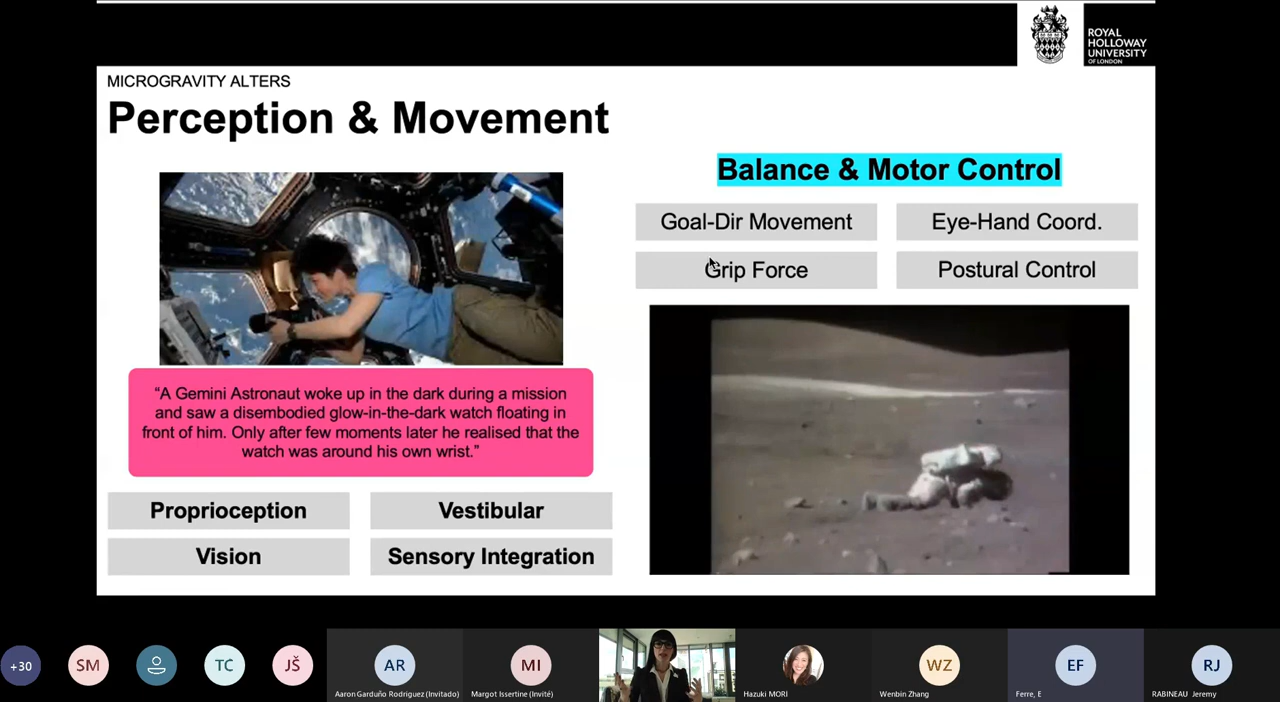 ROYAL
HOLLOWAY
UNIVERSITY
OF LONDON
MICROGRAVITY ALTERS
Perception & Movement
“A Gemini Astronaut woke up in the dark during a mission
and saw a disembodied glow-in-the-dark watch floating in
front of him. Only after few moments later he realised that the
watch was around his own wrist.”
Proprioception
Vestibular
Vision
Sensory Integration
Balance & Motor Control
Goal-Dir Movement
Eye-Hand Coord.
Grip Force
Postural Control
+30
SM
TC
JŠ
AR
Aaron Garduño Rodriguez (Invitado)
MI
Margot Issertine (Invité)
Hazuki MORI
WZ
Wenbin Zhang
EF
Ferre, E
RJ
RABINEAU Jeremy